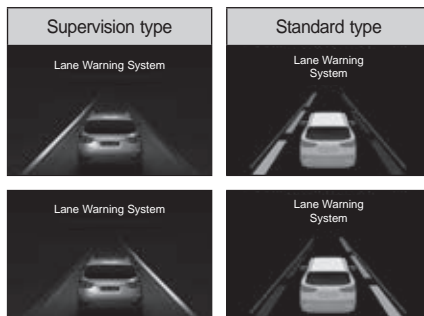 Supervision type
Standard type
Lane Warning System
Lane Warning
System
Lane Warning System
Lane Warning
System